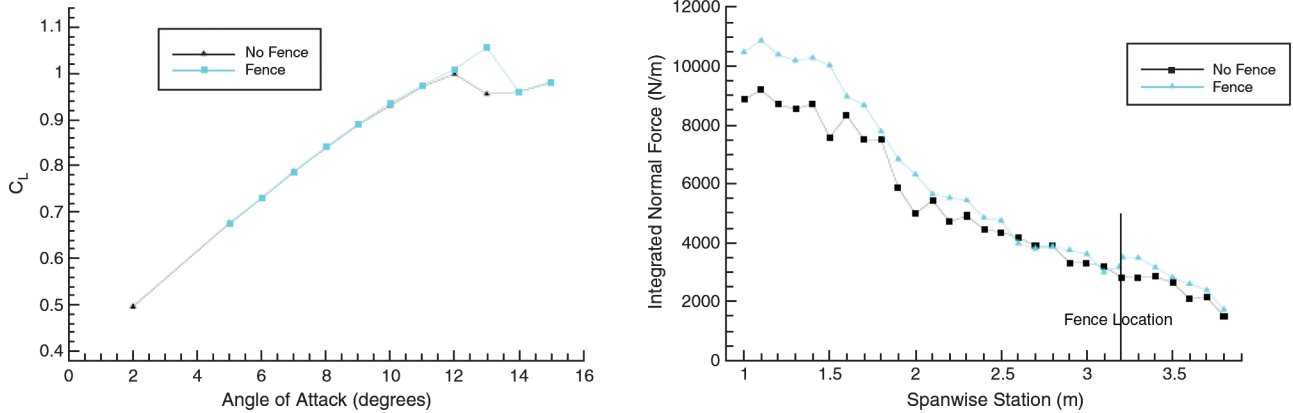 1.1
1
0.9
0.8
0.7
0.6
0.5
0.4
C_L
No Fence
Fence
0 2 4 6 8 10 12 14 16
Angle of Attack (degrees)
12000
10000
8000
6000
4000
2000
0
Integrated Normal Force (N/m)
No Fence
Fence
Fence Location
1 1.5 2 2.5 3 3.5
Spanwise Station (m)